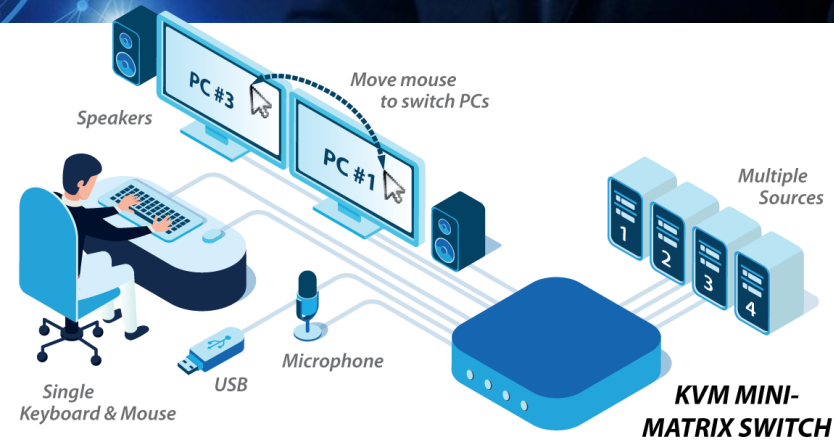 PC #3
Move mouse
to switch PCs
Speakers
PC #1
Multiple
Sources
1
2
3
4
Microphone
USB
Single
Keyboard & Mouse
KVM MINI-
MATRIX SWITCH